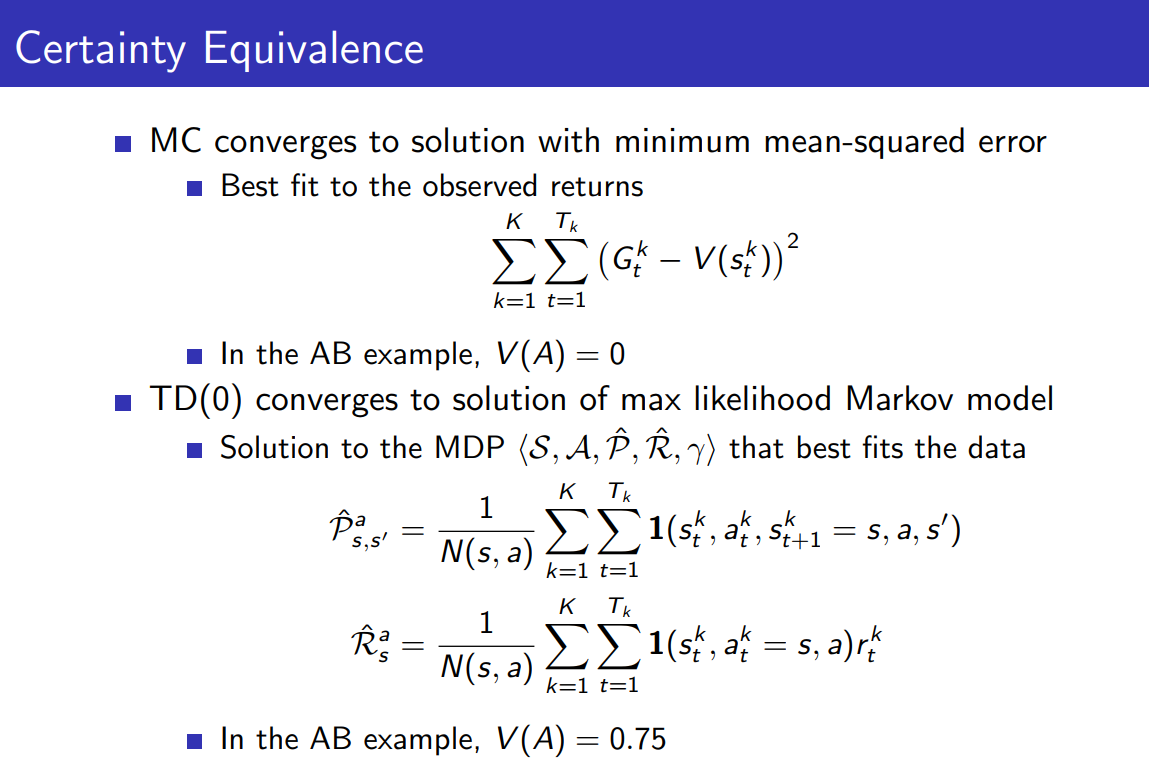 Certainty Equivalence
MC converges to solution with minimum mean-squared error
Best fit to the observed returns
$\sum_{k=1}^{K} \sum_{t=1}^{T_k} \left( G_t^k - V(s_t^k) \right)^2$
In the AB example, $V(A) = 0$
TD(0) converges to solution of max likelihood Markov model
Solution to the MDP $\langle \mathcal{S}, \mathcal{A}, \hat{\mathcal{P}}, \hat{\mathcal{R}}, \gamma \rangle$ that best fits the data
$\hat{\mathcal{P}}_{s,s'}^{a} = \frac{1}{N(s,a)} \sum_{k=1}^{K} \sum_{t=1}^{T_k} \mathbf{1}(s_t^k, a_t^k, s_{t+1}^k = s, a, s')$
$\hat{\mathcal{R}}_{s}^{a} = \frac{1}{N(s,a)} \sum_{k=1}^{K} \sum_{t=1}^{T_k} \mathbf{1}(s_t^k, a_t^k = s, a) r_t^k$
In the AB example, $V(A) = 0.75$